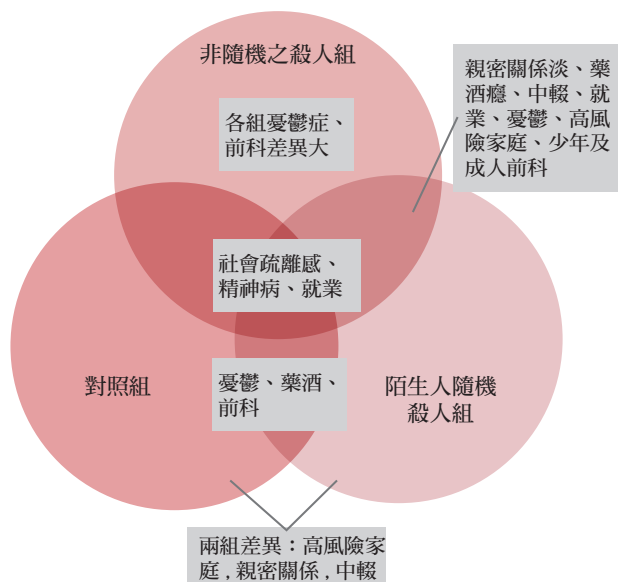 非隨機之殺人組
親密關係淡、藥
酒癮、中輟、就
業、憂鬱、高風
險家庭、少年及
成人前科
各組憂鬱症、
前科差異大
社會疏離感、
精神病、就業
對照組
憂鬱、藥酒、
前科
陌生人隨機
殺人組
兩組差異：高風險家
庭,親密關係,中輟